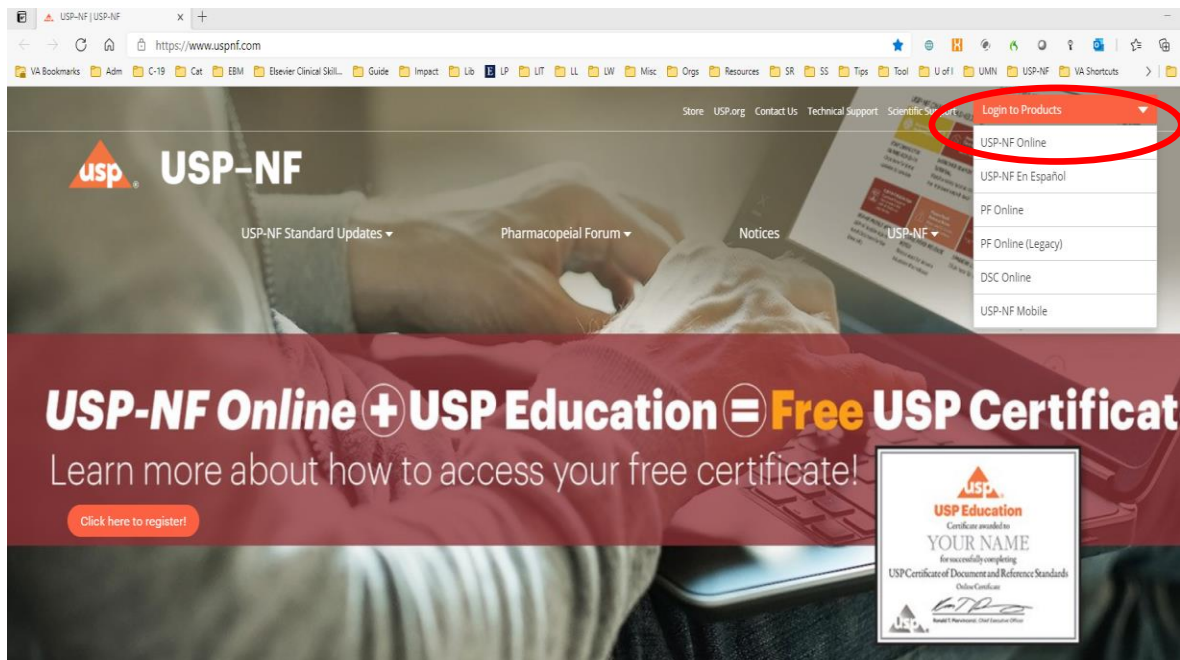 USP–NF | USP-NF
https://www.uspnf.com
VA Bookmarks Adm C-19 Cat EBM Elsevier Clinical Skill... Guide Impact Lib LP LIT LL LW Misc Orgs Resources SR SS Tips Tool U of I UMN USP-NF VA Shortcuts
Store USP.org Contact Us Technical Support Scientific Support Login to Products
usp USP–NF
USP-NF Online
USP-NF En Español
PF Online
PF Online (Legacy)
DSC Online
USP-NF Mobile
USP-NF Standard Updates Pharmacopeial Forum Notices USP-NF
USP-NF Online + USP Education = Free USP Certificat
Learn more about how to access your free certificate!
Click here to register!
usp
USP Education
Certificate awarded to
YOUR NAME
for successfully completing
USP Certificate of Document and Reference Standards
Online Certificate
usp